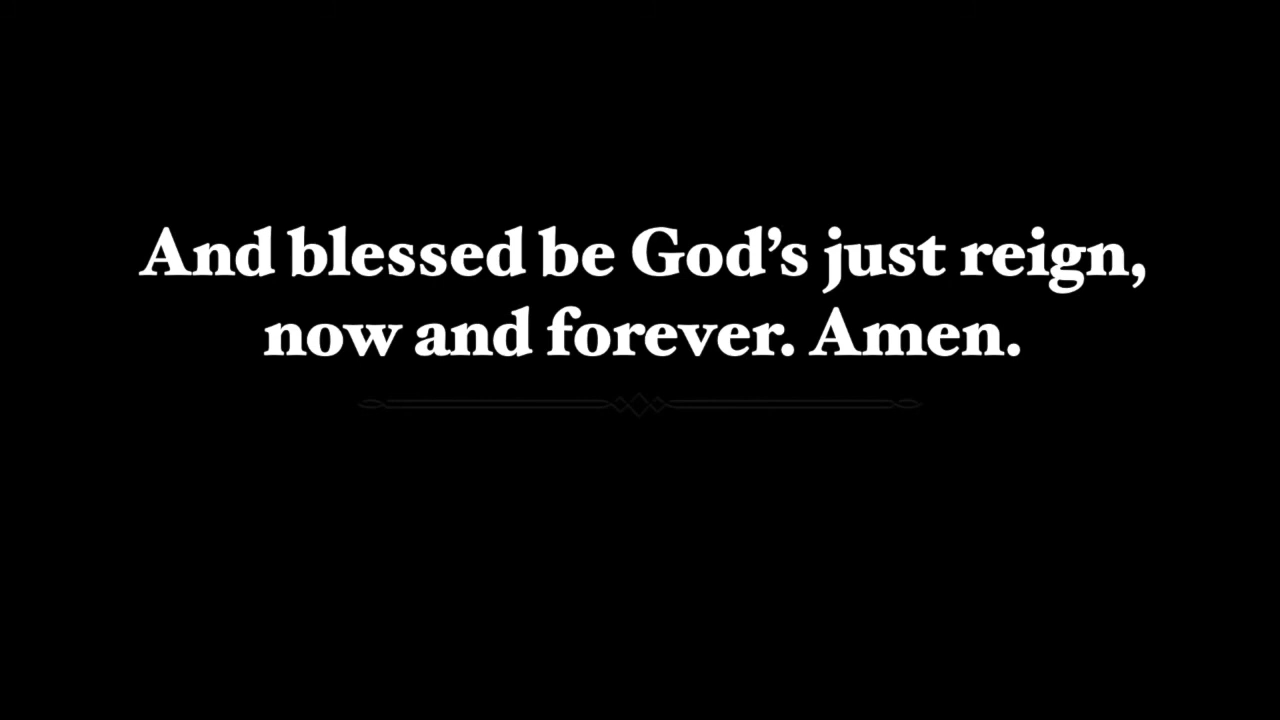 And blessed be God’s just reign,
now and forever. Amen.